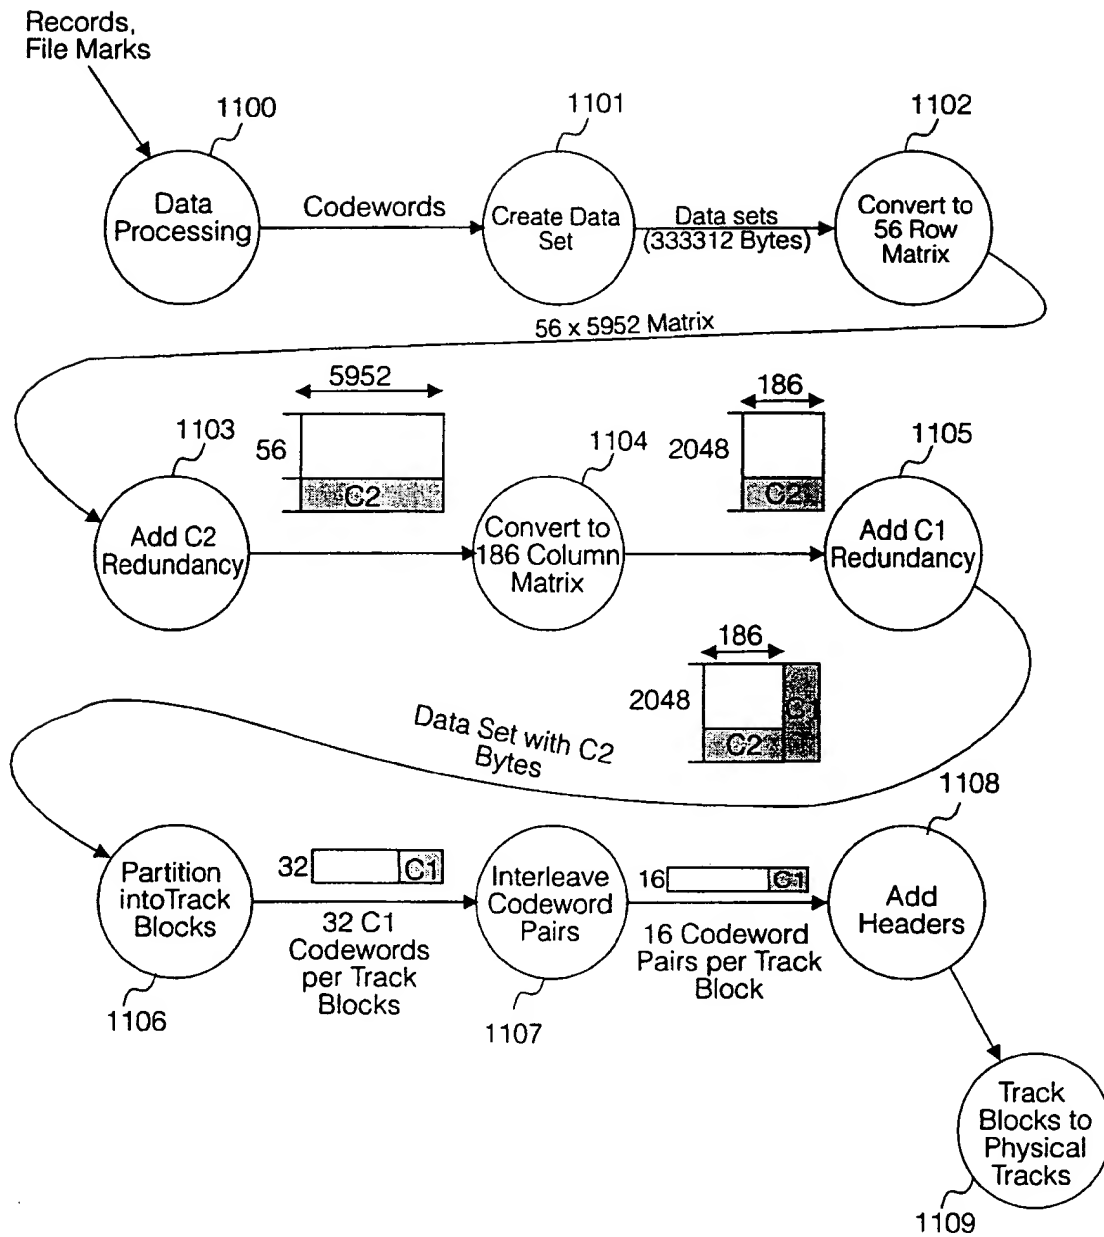 Records,
File Marks
1100
1101
1102
Data
Processing
Codewords
Create Data
Set
Data sets
(333312 Bytes)
Convert to
56 Row
Matrix
56 x 5952 Matrix
5952
186
1103
56
C2
1104
2048
C2
1105
Add C2
Redundancy
Convert to
186 Column
Matrix
Add C1
Redundancy
186
2048
C1
C2
Data Set with C2
Bytes
1108
Partition
intoTrack
Blocks
32
C1
32 C1
Codewords
per Track
Blocks
Interleave
Codeword
Pairs
16
C1
16 Codeword
Pairs per Track
Block
Add
Headers
1106
1107
Track
Blocks to
Physical
Tracks
1109